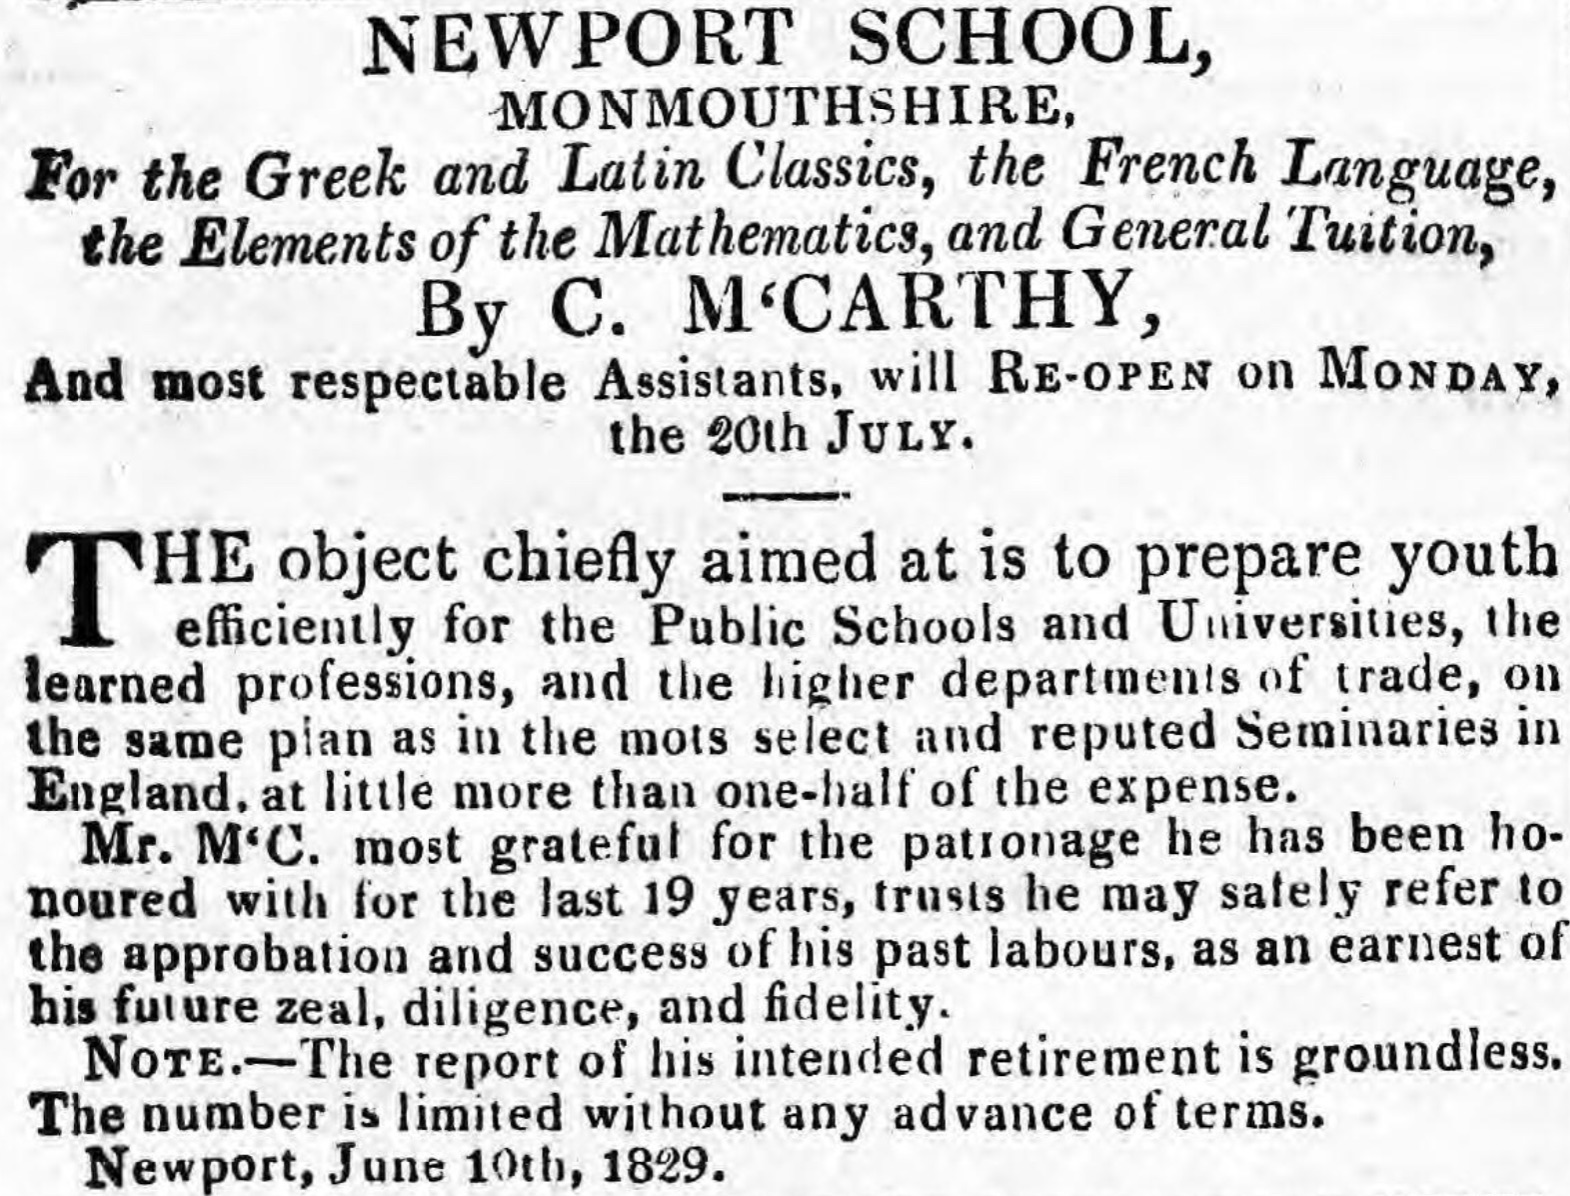 NEWPORT SCHOOL,
MONMOUTHSHIRE,
For the Greek and Latin Classics, the French Language,
the Elements of the Mathematics, and General Tuition,
By C. M‘CARTHY,
And most respectable Assistants, will RE-OPEN on MONDAY,
the 20th JULY.
THE object chiefly aimed at is to prepare youth
efficiently for the Public Schools and Universities, the
learned professions, and the higher departments of trade, on
the same plan as in the mots select and reputed Seminaries in
England, at little more than one-half of the expense.
Mr. M‘C. most grateful for the patronage he has been ho-
noured with for the last 19 years, trusts he may safely refer to
the approbation and success of his past labours, as an earnest of
his future zeal, diligence, and fidelity.
NOTE.—The report of his intended retirement is groundless.
The number is limited without any advance of terms.
Newport, June 10th, 1829.